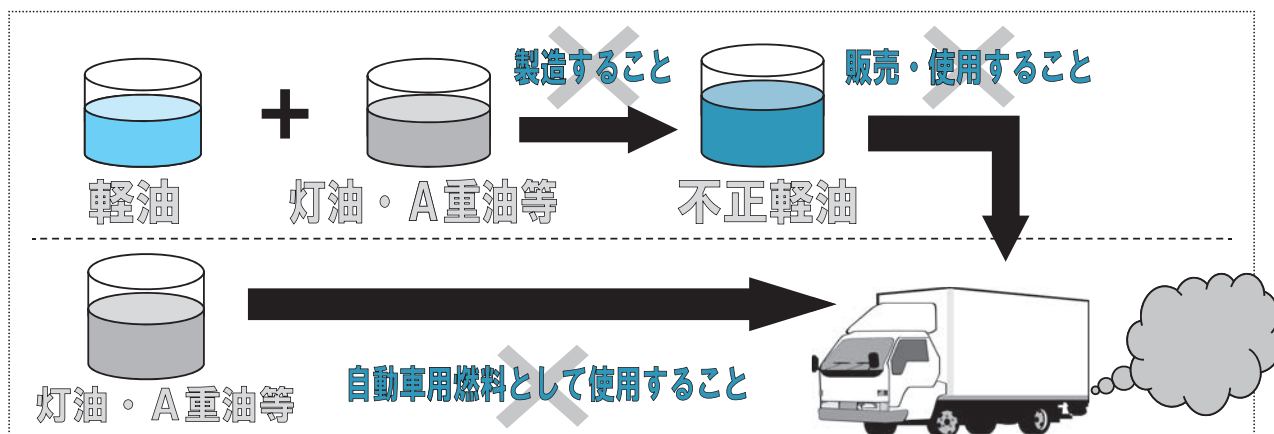 製造すること
販売・使用すること
軽油
灯油・A重油等
不正軽油
灯油・A重油等
自動車用燃料として使用すること